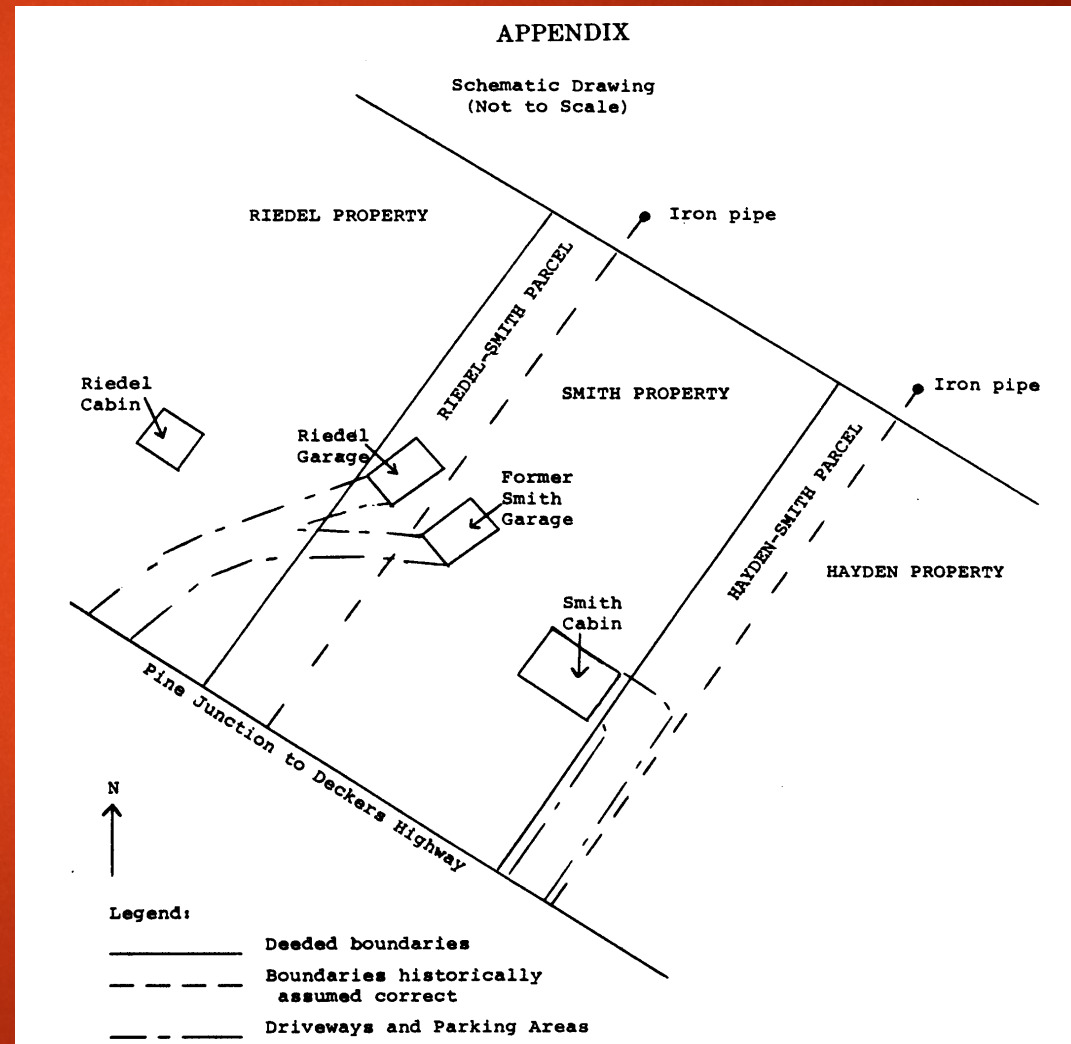 APPENDIX
Schematic Drawing
(Not to Scale)
RIEDEL PROPERTY
Iron pipe
RIEDEL-SMITH PARCEL
SMITH PROPERTY
Iron pipe
Riedel
Cabin
Riedel
Garage
Former
Smith
Garage
HAYDEN-SMITH PARCEL
HAYDEN PROPERTY
Smith
Cabin
Pine Junction to Deckers Highway
N
Legend:
Deeded boundaries
Boundaries historically
assumed correct
Driveways and Parking Areas